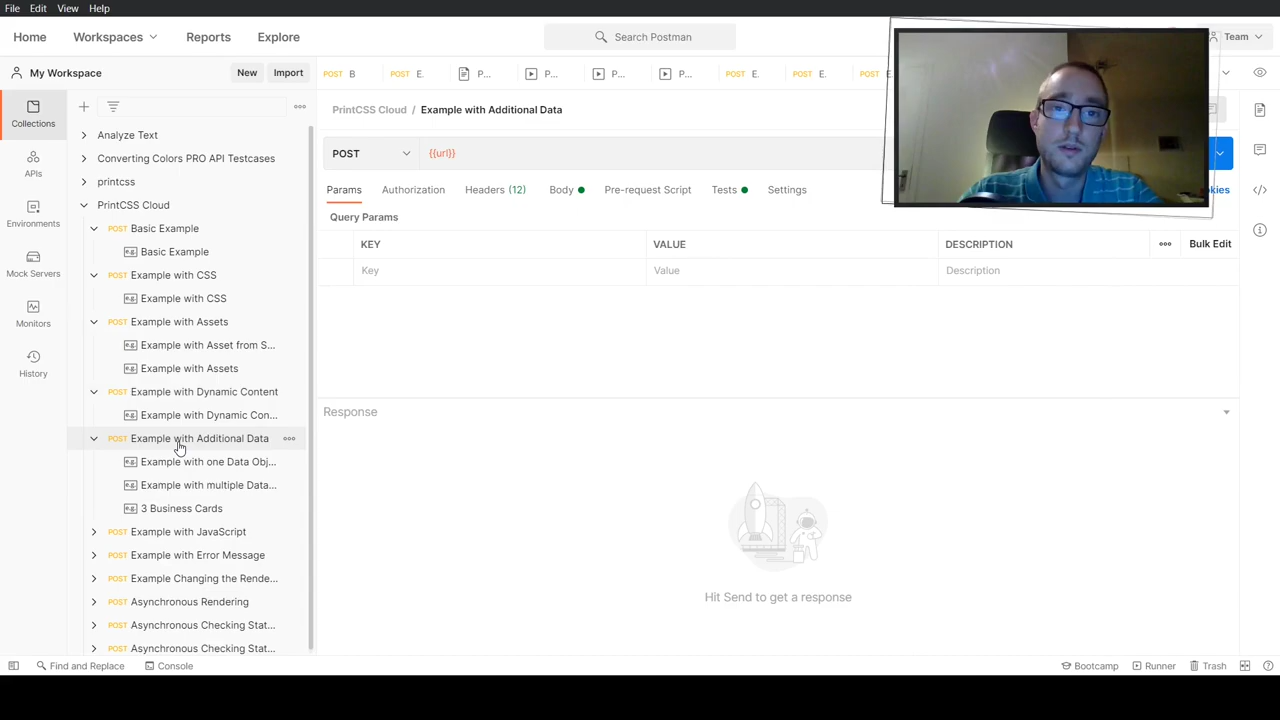 File Edit View Help
Home Workspaces Reports Explore Search Postman Team
My Workspace New Import POST B POST E. P... P... P... P... POST E. POST E. POST E
Collections
APIs
Environments
Mock Servers
Monitors
History
Analyze Text
Converting Colors PRO API Testcases
printcss
PrintCSS Cloud
POST Basic Example
e.g. Basic Example
POST Example with CSS
e.g. Example with CSS
POST Example with Assets
e.g. Example with Asset from S...
e.g. Example with Assets
POST Example with Dynamic Content
e.g. Example with Dynamic Con...
POST Example with Additional Data
e.g. Example with one Data Obj...
e.g. Example with multiple Data...
e.g. 3 Business Cards
POST Example with JavaScript
POST Example with Error Message
POST Example Changing the Rende...
POST Asynchronous Rendering
POST Asynchronous Checking Stat...
POST Asynchronous Checking Stat...
PrintCSS Cloud / Example with Additional Data
POST {{url}}
Params Authorization Headers (12) Body Pre-request Script Tests Settings okies
Query Params
KEY VALUE DESCRIPTION Bulk Edit
Key Value Description
Response
Hit Send to get a response
Find and Replace Console Bootcamp Runner Trash